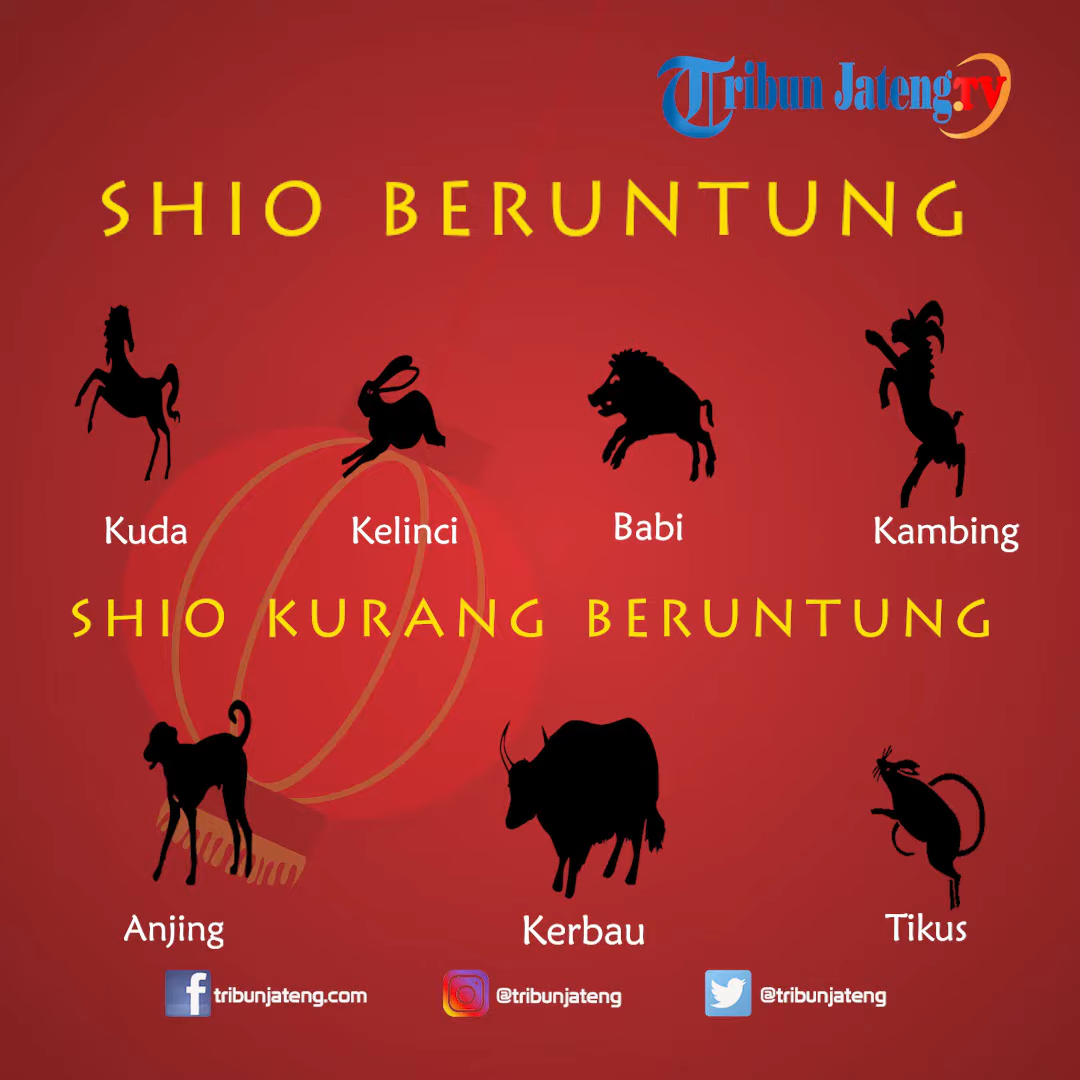 Tribun Jateng.TV
SHIO BERUNTUNG
Kuda
Kelinci
Babi
Kambing
SHIO KURANG BERUNTUNG
Anjing
Kerbau
Tikus
tribunjateng.com
@tribunjateng
@tribunjateng